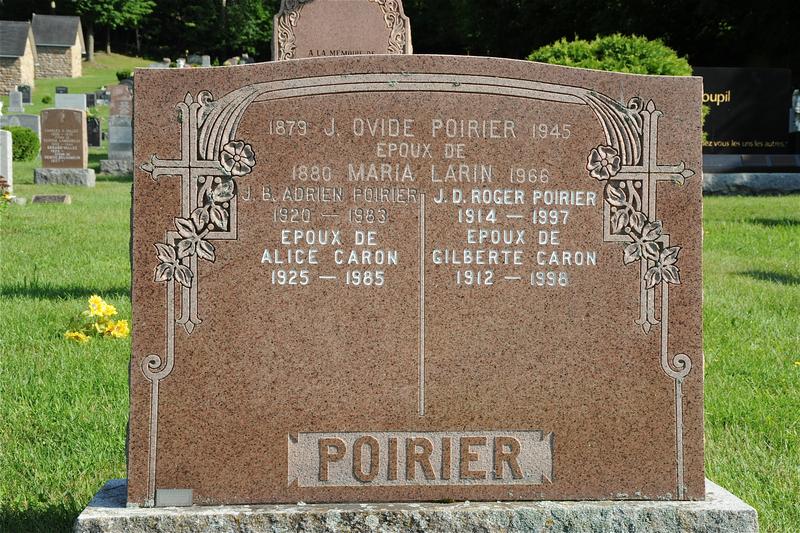 A LA MEMOIRE DE
1879 J. OVIDE POIRIER 1945
EPOUX DE
1880 MARIA LARIN 1966
J. B. ADRIEN POIRIER
1920 — 1983
EPOUX DE
ALICE CARON
1925 — 1985
J. D. ROGER POIRIER
1914 — 1997
EPOUX DE
GILBERTE CARON
1912 — 1998
POIRIER
oupil
ez vous les uns les autres